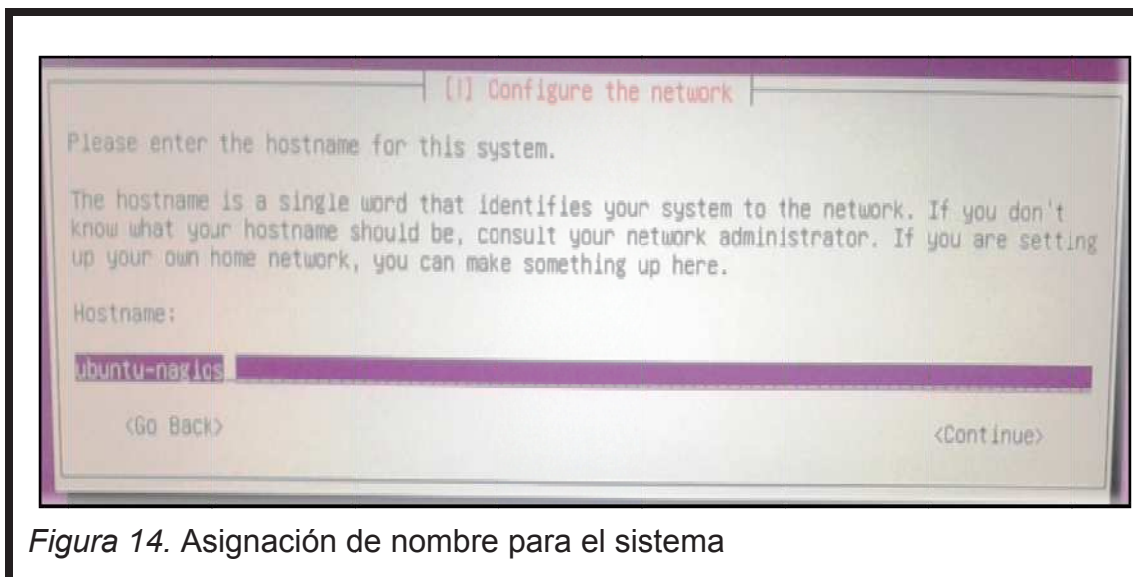 [!] Configure the network
Please enter the hostname for this system.
The hostname is a single word that identifies your system to the network. If you don't
know what your hostname should be, consult your network administrator. If you are setting
up your own home network, you can make something up here.
Hostname:
ubuntu-nagios
<Go Back> <Continue>
Figura 14. Asignación de nombre para el sistema